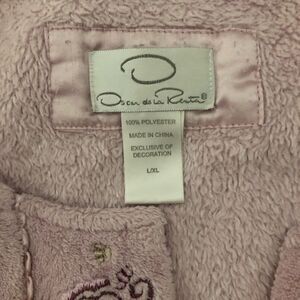 Oscar de la Renta®
100% POLYESTER
MADE IN CHINA
EXCLUSIVE OF
DECORATION
L/XL